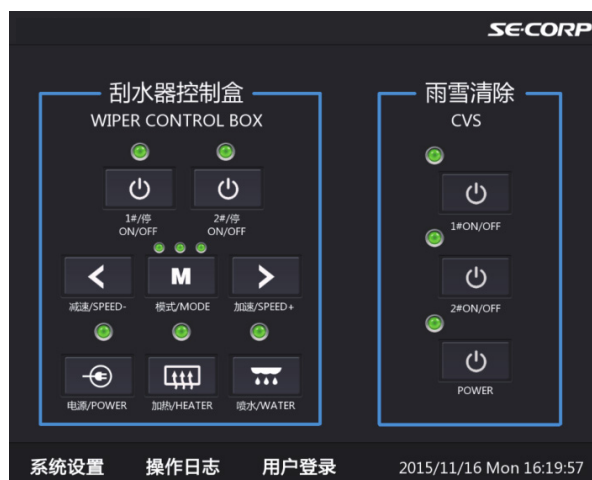 SE·CORP
刮水器控制盒
WIPER CONTROL BOX
1#/停
ON/OFF
2#/停
ON/OFF
M
减速/SPEED-
模式/MODE
加速/SPEED+
电源/POWER
加热/HEATER
喷水/WATER
雨雪清除
CVS
1#ON/OFF
2#ON/OFF
POWER
系统设置
操作日志
用户登录
2015/11/16 Mon 16:19:57